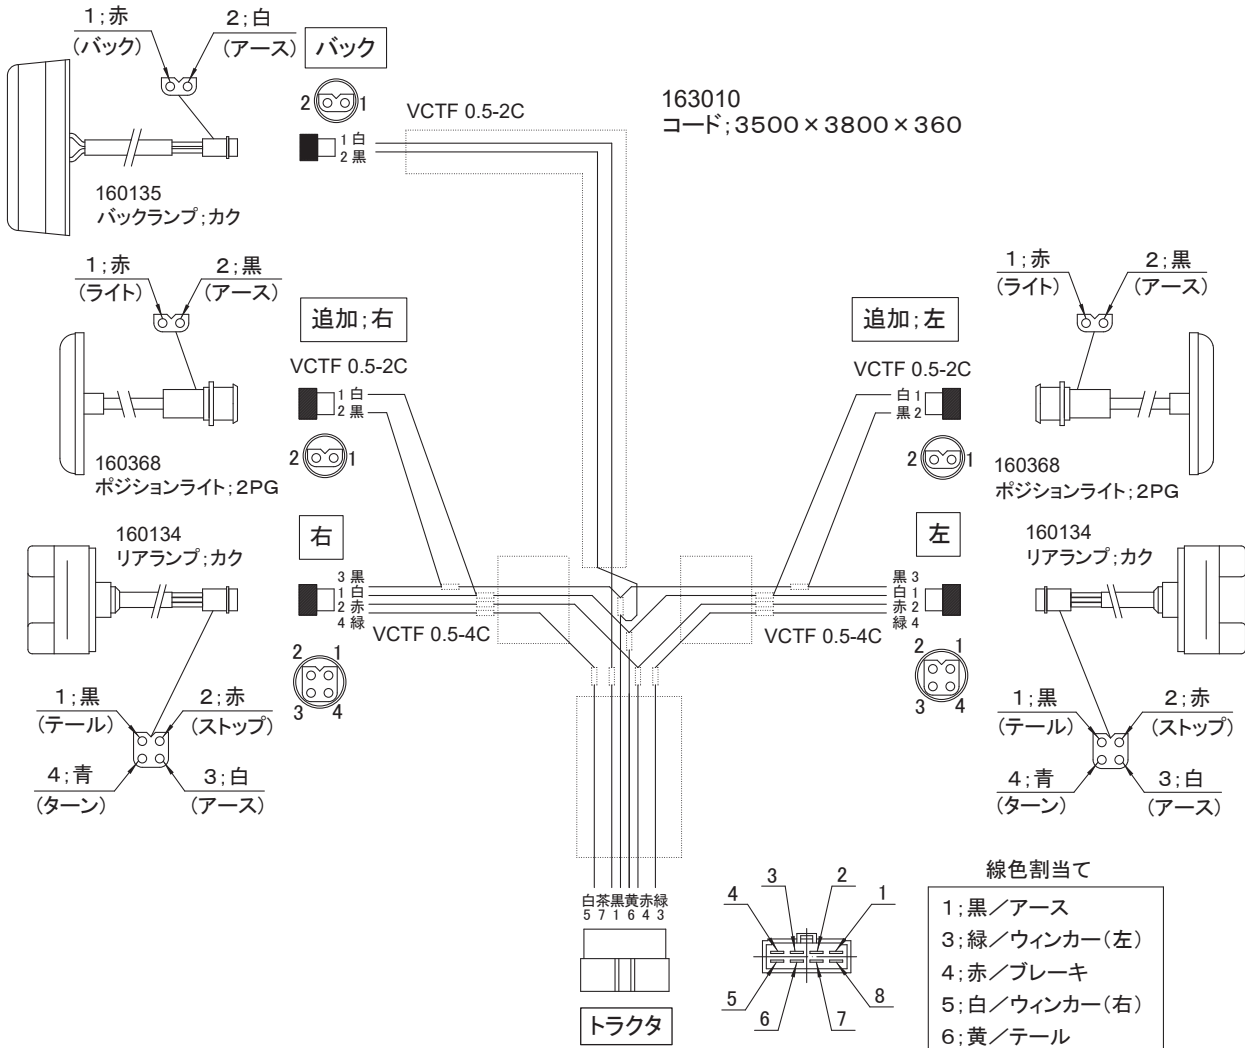 1;赤
(バック)
2;白
(アース)
バック
2
1
VCTF 0.5-2C
163010
コード;3500×3800×360
1 白
2 黒
160135
バックランプ;カク
1;赤
(ライト)
2;黒
(アース)
追加;右
VCTF 0.5-2C
1 白
2 黒
2
1
160368
ポジションライト;2PG
追加;左
VCTF 0.5-2C
白 1
黒 2
2
1
1;赤
(ライト)
2;黒
(アース)
160368
ポジションライト;2PG
160134
リアランプ;カク
右
3 黒
1 白
2 赤
4 緑
VCTF 0.5-4C
2 1
3 4
1;黒
(テール)
2;赤
(ストップ)
4;青
(ターン)
3;白
(アース)
左
黒 3
白 1
赤 2
緑 4
VCTF 0.5-4C
2 1
3 4
160134
リアランプ;カク
1;黒
(テール)
2;赤
(ストップ)
4;青
(ターン)
3;白
(アース)
白茶黒黄赤緑
5 7 1 6 4 3
トラクタ
4 3 2 1
5 6 7 8
線色割当て
1;黒/アース
3;緑/ウィンカー(左)
4;赤/ブレーキ
5;白/ウィンカー(右)
6;黄/テール